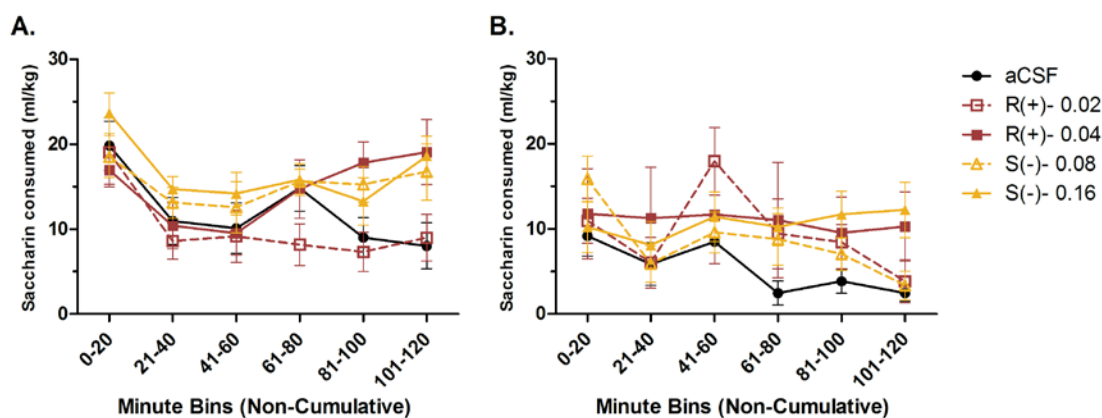 A.
30
20
10
0
Saccharin consumed (ml/kg)
0-20
21-40
41-60
61-80
81-100
101-120
Minute Bins (Non-Cumulative)
B.
30
20
10
0
Saccharin consumed (ml/kg)
0-20
21-40
41-60
61-80
81-100
101-120
Minute Bins (Non-Cumulative)
aCSF
R(+)- 0.02
R(+)- 0.04
S(-)- 0.08
S(-)- 0.16